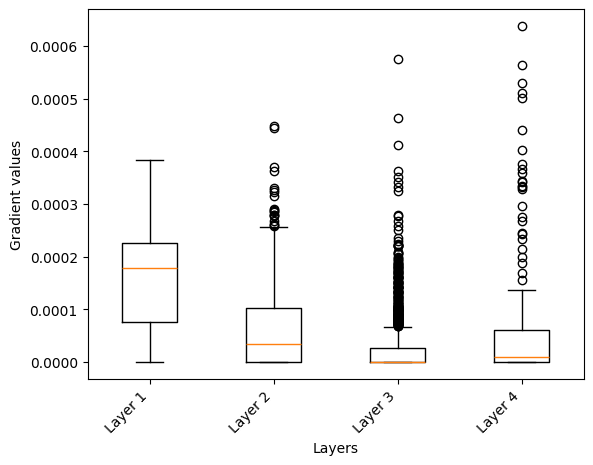 0.0006
0.0005
0.0004
0.0003
0.0002
0.0001
0.0000
Gradient values
Layer 1
Layer 2
Layer 3
Layer 4
Layers